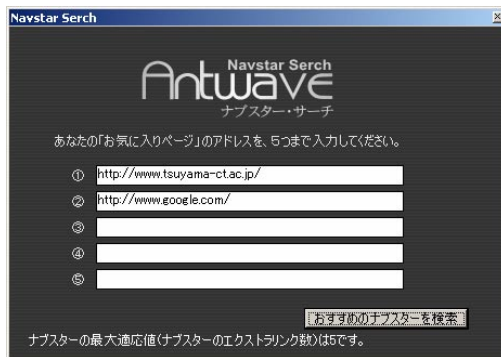 Navstar Serch
Navstar Serch
Antwave
ナブスター・サーチ
あなたの「お気に入りページ」のアドレスを、5つまで入力してください。
① http://www.tsuyama-ct.ac.jp/
② http://www.google.com/
③
④
⑤
おすすめのナブスターを検索
ナブスターの最大適応値(ナブスターのエクストラリンク数)は5です。